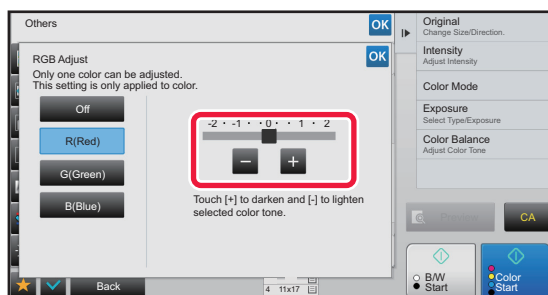 Others
OK
RGB Adjust
OK
Only one color can be adjusted.
This setting is only applied to color.
Off
R(Red)
G(Green)
B(Blue)
-2 · -1 · · 0 · · 1 · 2
−
+
Touch [+] to darken and [-] to lighten
selected color tone.
Back
4 11x17
Original
Change Size/Direction.
Intensity
Adjust Intensity
Color Mode
Exposure
Select Type/Exposure
Color Balance
Adjust Color Tone
Preview
CA
B/W
Start
Color
Start